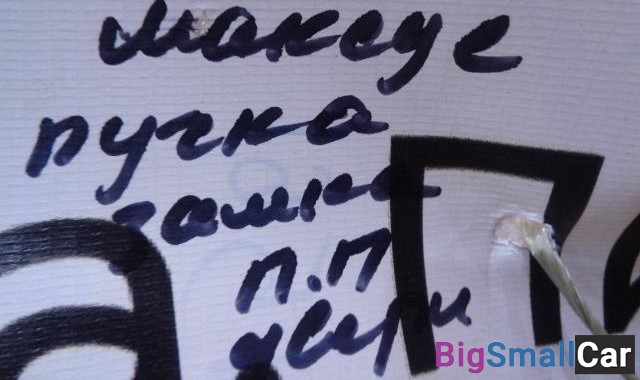 максус
ручка
замка
п.п
двери
П
а
BigSmallCar